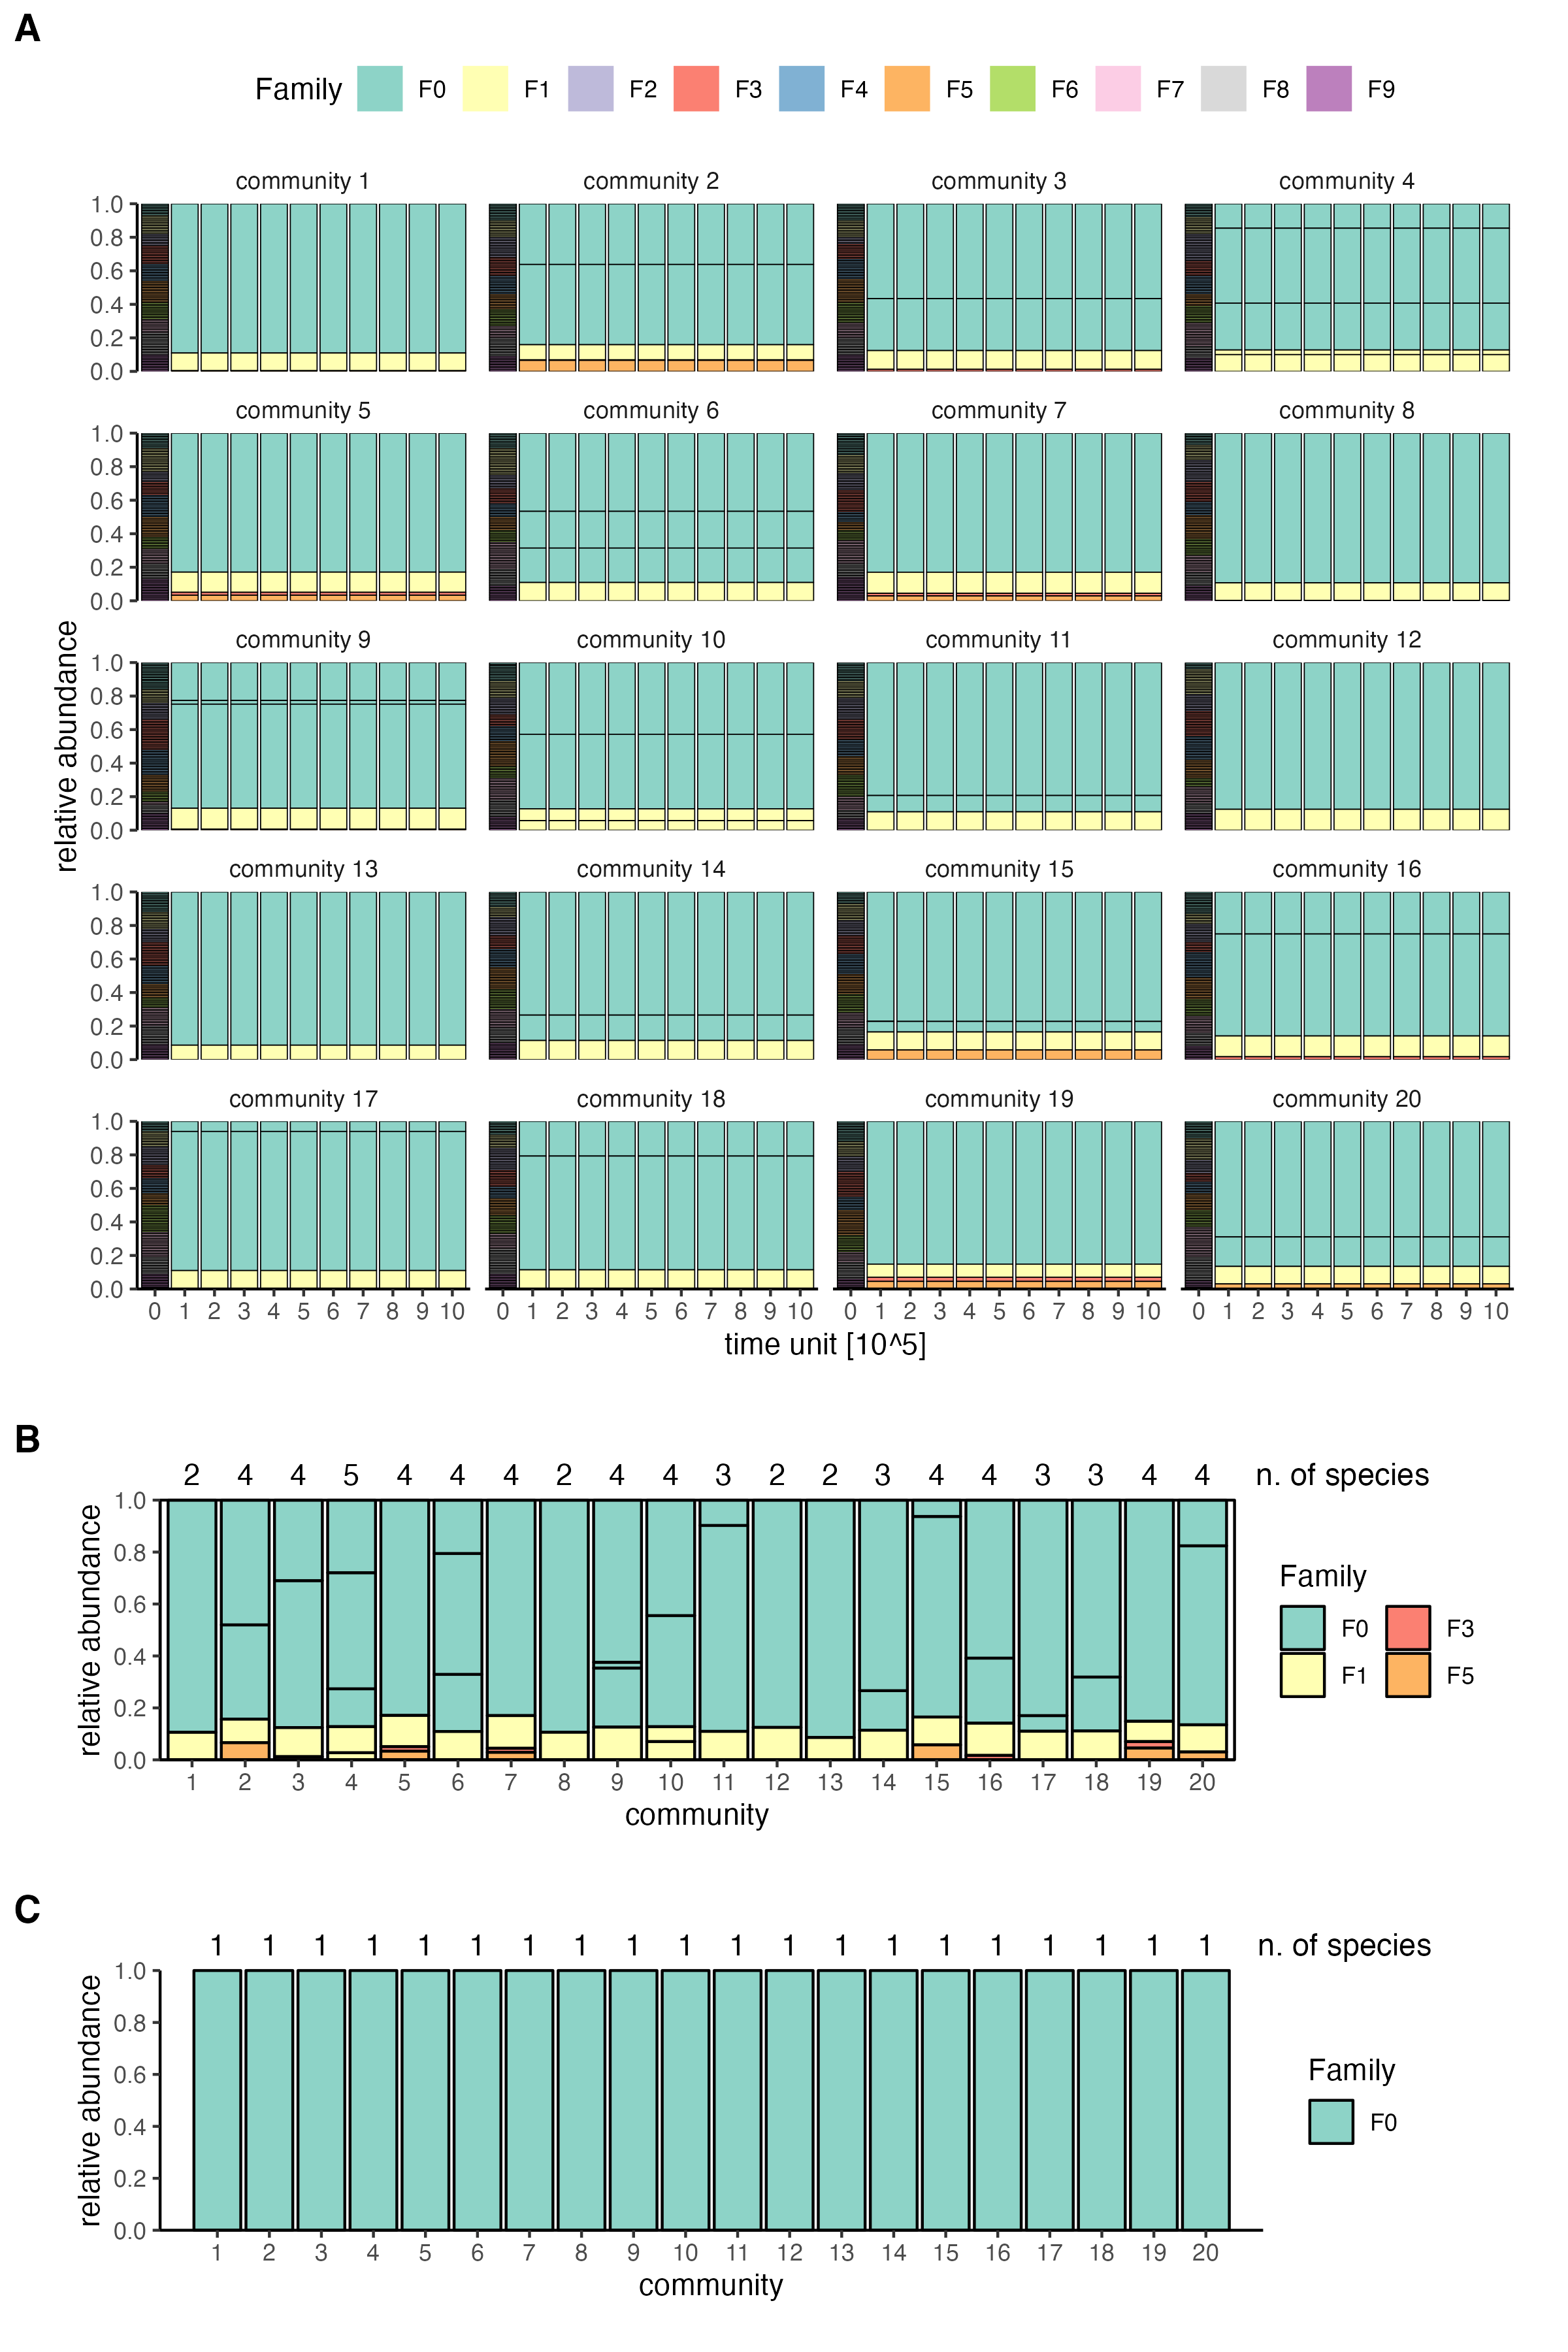 A
Family F0 F1 F2 F3 F4 F5 F6 F7 F8 F9
community 1 community 2 community 3 community 4
1.0
0.8
0.6
0.4
0.2
0.0
community 5 community 6 community 7 community 8
1.0
0.8
0.6
0.4
0.2
0.0
relative abundance
community 9 community 10 community 11 community 12
1.0
0.8
0.6
0.4
0.2
0.0
community 13 community 14 community 15 community 16
1.0
0.8
0.6
0.4
0.2
0.0
community 17 community 18 community 19 community 20
1.0
0.8
0.6
0.4
0.2
0.0
0 1 2 3 4 5 6 7 8 9 10 0 1 2 3 4 5 6 7 8 9 10 0 1 2 3 4 5 6 7 8 9 10 0 1 2 3 4 5 6 7 8 9 10
time unit [10^5]
B
2 4 4 5 4 4 4 2 4 4 3 2 2 3 4 4 3 3 4 4 n. of species
relative abundance
1.0
0.8
0.6
0.4
0.2
0.0
Family
F0 F3
F1 F5
1 2 3 4 5 6 7 8 9 10 11 12 13 14 15 16 17 18 19 20
community
C
1 1 1 1 1 1 1 1 1 1 1 1 1 1 1 1 1 1 1 1 n. of species
relative abundance
1.0
0.8
0.6
0.4
0.2
0.0
Family
F0
1 2 3 4 5 6 7 8 9 10 11 12 13 14 15 16 17 18 19 20
community